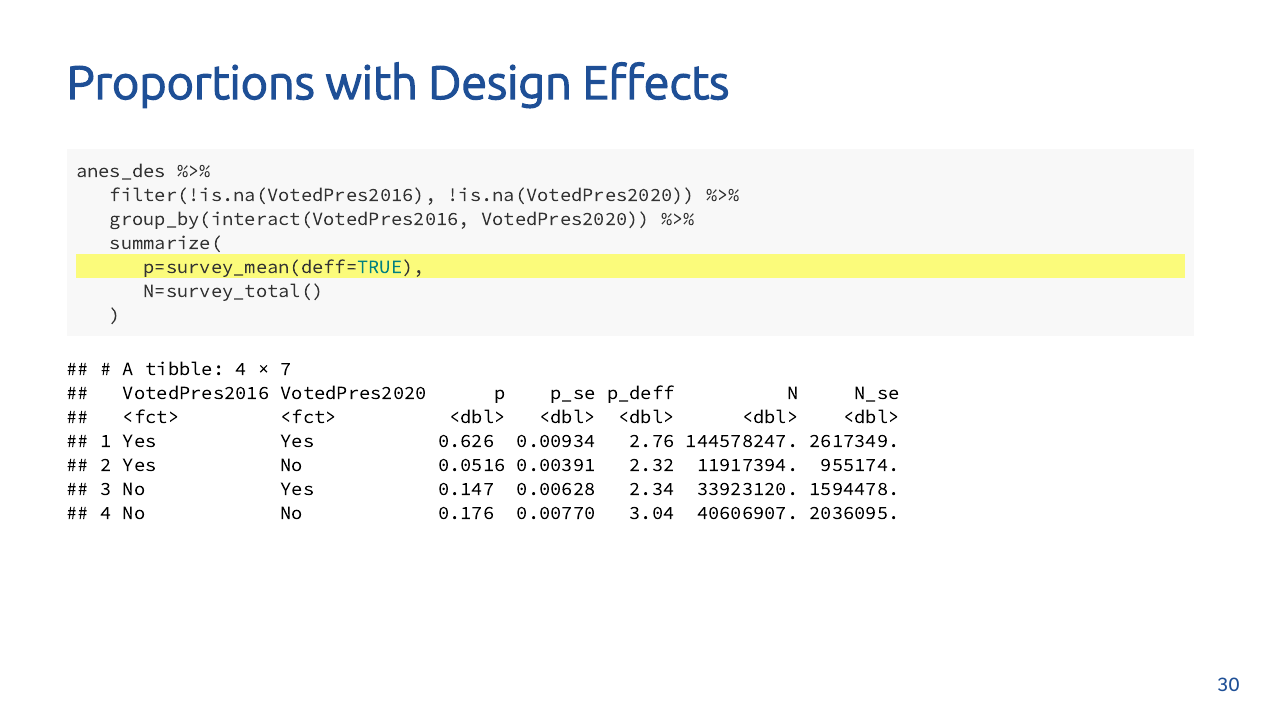 Proportions with Design Effects
anes_des %>%
   filter(!is.na(VotedPres2016), !is.na(VotedPres2020)) %>%
   group_by(interact(VotedPres2016, VotedPres2020)) %>%
   summarize(
      p=survey_mean(deff=TRUE),
      N=survey_total()
   )
## # A tibble: 4 × 7
##   VotedPres2016 VotedPres2020      p    p_se p_deff          N     N_se
##   <fct>         <fct>          <dbl>   <dbl>  <dbl>      <dbl>    <dbl>
## 1 Yes           Yes           0.626  0.00934   2.76 144578247. 2617349.
## 2 Yes           No            0.0516 0.00391   2.32  11917394.  955174.
## 3 No            Yes           0.147  0.00628   2.34  33923120. 1594478.
## 4 No            No            0.176  0.00770   3.04  40606907. 2036095.
30